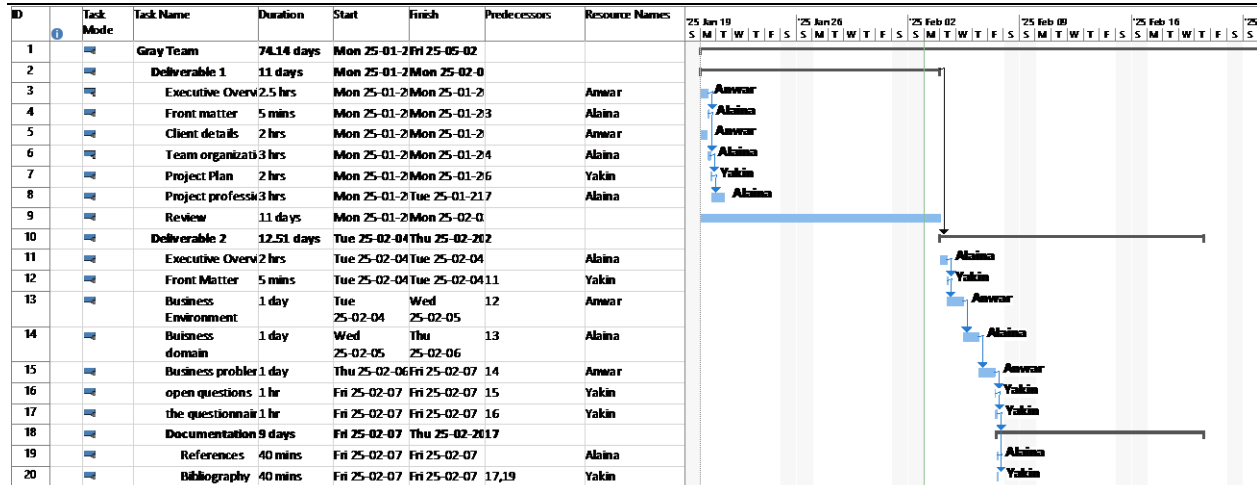 ID Task Mode Task Name Duration Start Finish Predecessors Resource Names '25 Jan 19 '25 Jan 26 '25 Feb 02 '25 Feb 09 '25 Feb 16 '25
S M T W T F S S M T W T F S S M T W T F S S M T W T F S S M T W T F S S
1 Gray Team 74.14 days Mon 25-01-2 Fri 25-05-02
2 Deliverable 1 11 days Mon 25-01-2 Mon 25-02-0
3 Executive Overvi 2.5 hrs Mon 25-01-2 Mon 25-01-2 Anwar Anwar
4 Front matter 5 mins Mon 25-01-2 Mon 25-01-2 3 Alaina Alaina
5 Client details 2 hrs Mon 25-01-2 Mon 25-01-2 Anwar Anwar
6 Team organizati 3 hrs Mon 25-01-2 Mon 25-01-2 4 Alaina Alaina
7 Project Plan 2 hrs Mon 25-01-2 Mon 25-01-2 6 Yakin Yakin
8 Project professi 3 hrs Mon 25-01-2 Tue 25-01-21 7 Alaina Alaina
9 Review 11 days Mon 25-01-2 Mon 25-02-0
10 Deliverable 2 12.51 days Tue 25-02-04 Thu 25-02-20 2
11 Executive Overvi 2 hrs Tue 25-02-04 Tue 25-02-04 Alaina Alaina
12 Front Matter 5 mins Tue 25-02-04 Tue 25-02-04 11 Yakin Yakin
13 Business 1 day Tue Wed 12 Anwar Anwar
Environment 25-02-04 25-02-05
14 Buisness 1 day Wed Thu 13 Alaina Alaina
domain 25-02-05 25-02-06
15 Business probler 1 day Thu 25-02-06 Fri 25-02-07 14 Anwar Anwar
16 open questions 1 hr Fri 25-02-07 Fri 25-02-07 15 Yakin Yakin
17 the questionnair 1 hr Fri 25-02-07 Fri 25-02-07 16 Yakin Yakin
18 Documentation 9 days Fri 25-02-07 Thu 25-02-20 17
19 References 40 mins Fri 25-02-07 Fri 25-02-07 Alaina Alaina
20 Bibliography 40 mins Fri 25-02-07 Fri 25-02-07 17,19 Yakin Yakin